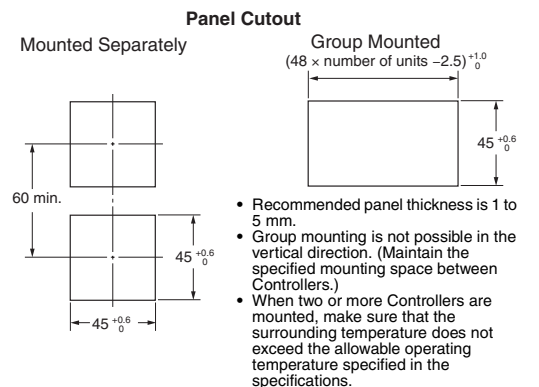 Panel Cutout
Mounted Separately
60 min.
45 +0.6 0
45 +0.6 0
Group Mounted
(48 × number of units −2.5) +1.0 0
45 +0.6 0
• Recommended panel thickness is 1 to
5 mm.
• Group mounting is not possible in the
vertical direction. (Maintain the
specified mounting space between
Controllers.)
• When two or more Controllers are
mounted, make sure that the
surrounding temperature does not
exceed the allowable operating
temperature specified in the
specifications.